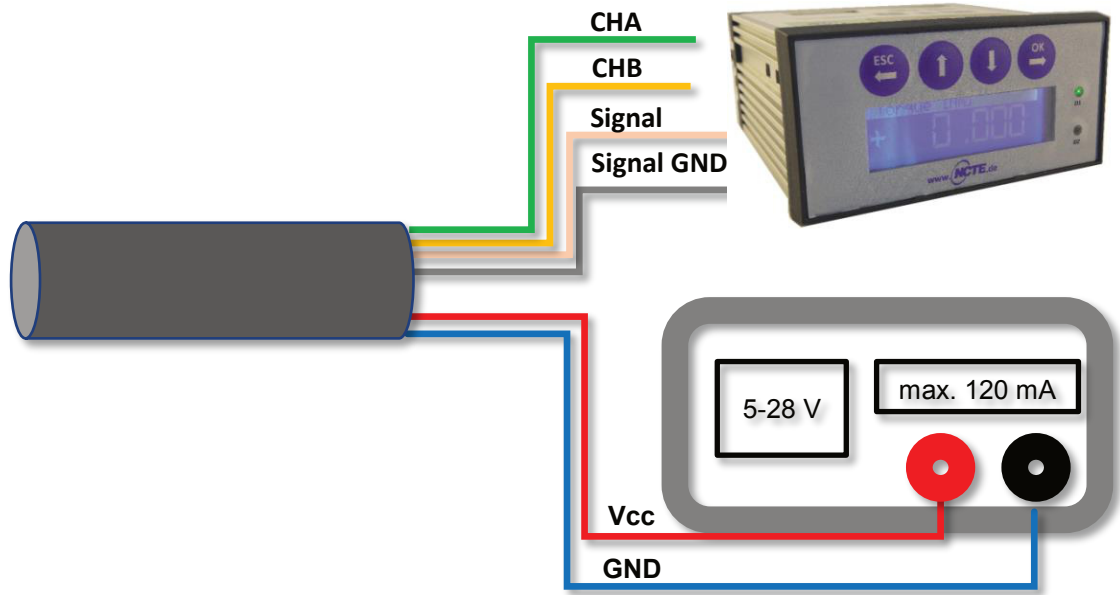 CHA
CHB
Signal
Signal GND
ESC
OK
0.000
www.NCTE.de
5-28 V
max. 120 mA
Vcc
GND